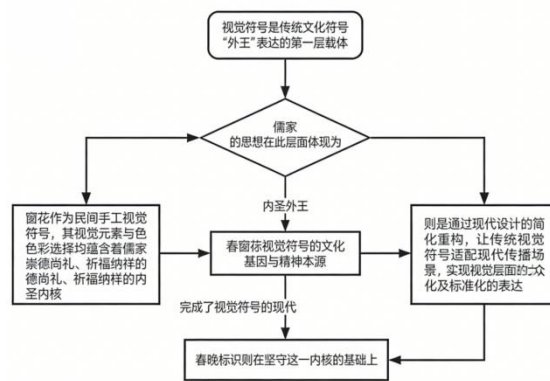 视觉符号是传统文化符号
“外王”表达的第一层载体
儒家
的思想在此层面体现为
内圣外王
窗花作为民间手工视觉
符号，其视觉元素与色
色彩选择均蕴含着儒家
崇德尚礼、祈福纳祥的
德尚礼、祈福纳祥的内
圣内核
春窗花视觉符号的文化
基因与精神本源
则是通过现代设计的简
化重构，让传统视觉
符号适配现代传播场
景，实现视觉层面的大众
化及标准化的表达
完成了视觉符号的现代
春晚标识则在坚守这一内核的基础上